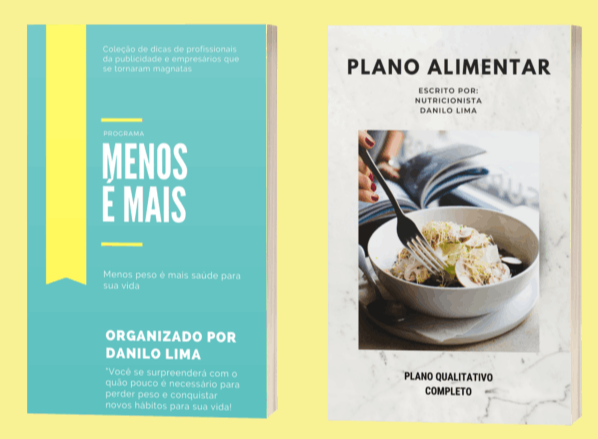 Coleção de dicas de profissionais
da publicidade e empresários que
se tornaram magnatas
PROGRAMA
MENOS
É MAIS
Menos peso é mais saúde para
sua vida
ORGANIZADO POR
DANILO LIMA
"Você se surpreenderá com o
quão pouco é necessário para
perder peso e conquistar
novos hábitos para sua vida!
PLANO ALIMENTAR
ESCRITO POR:
NUTRICIONISTA
DANILO LIMA
PLANO QUALITATIVO
COMPLETO